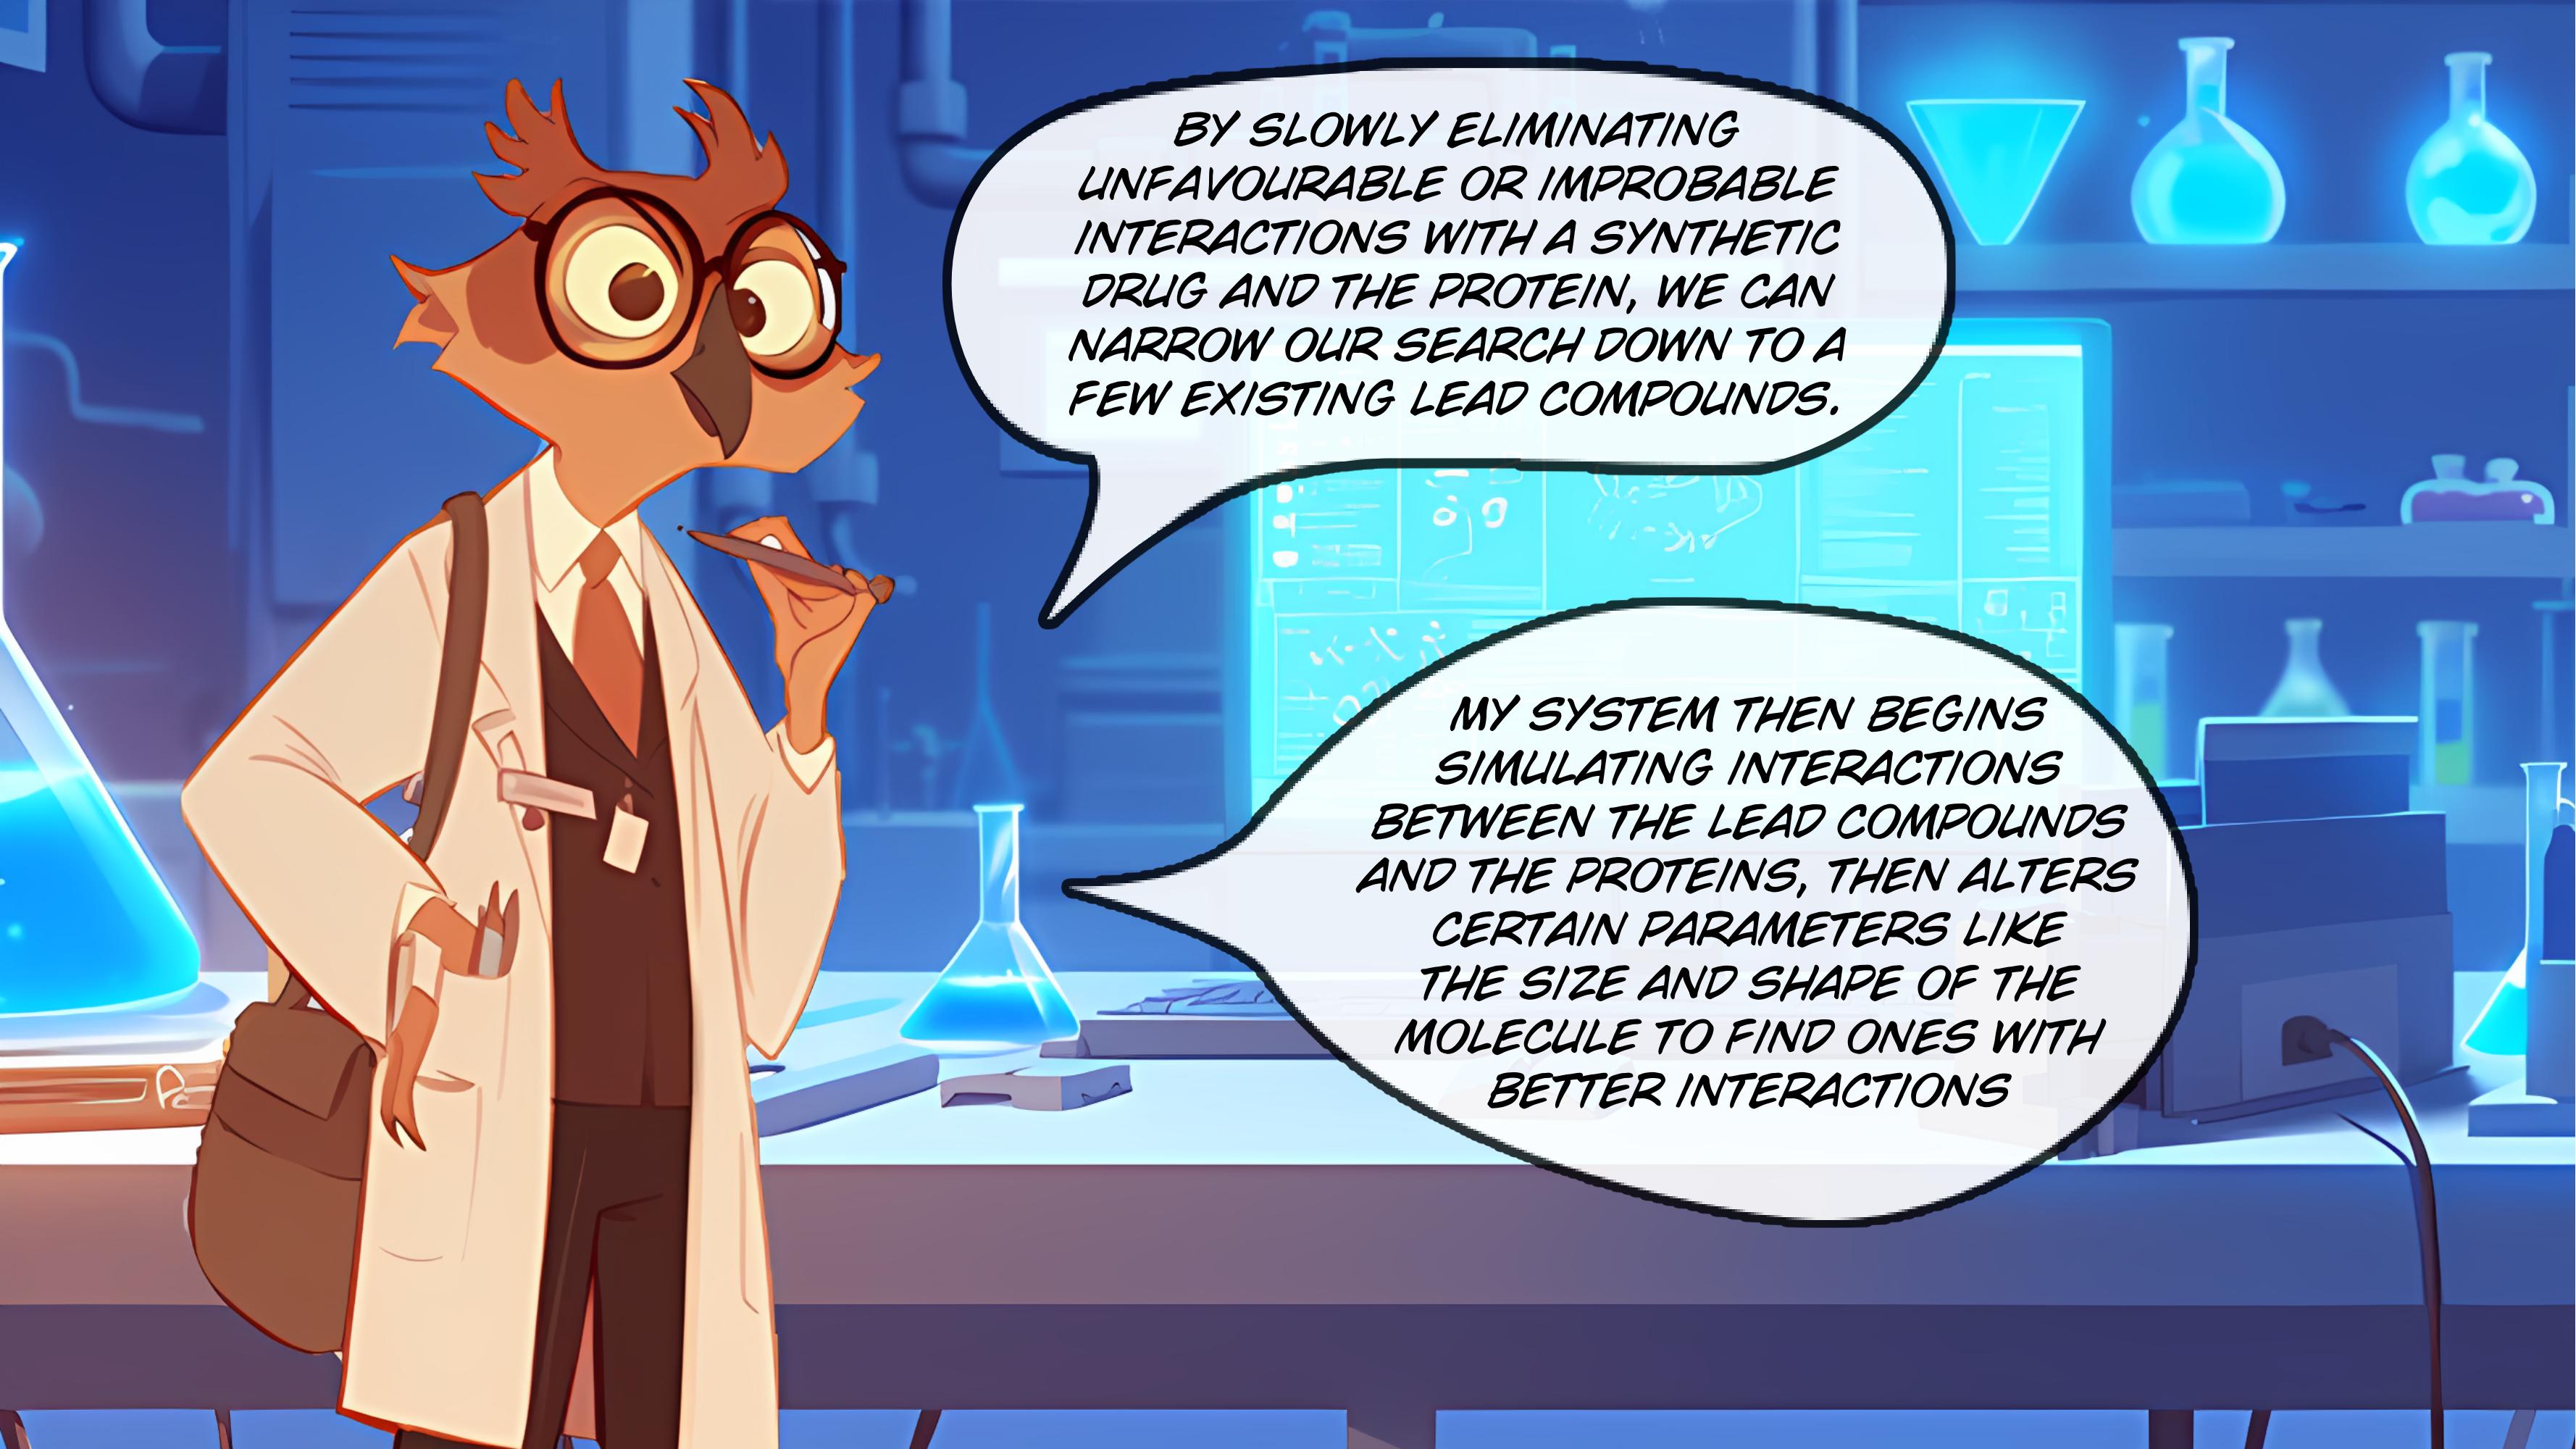 BY SLOWLY ELIMINATING
UNFAVOURABLE OR IMPROBABLE
INTERACTIONS WITH A SYNTHETIC
DRUG AND THE PROTEIN, WE CAN
NARROW OUR SEARCH DOWN TO A
FEW EXISTING LEAD COMPOUNDS.
MY SYSTEM THEN BEGINS
SIMULATING INTERACTIONS
BETWEEN THE LEAD COMPOUNDS
AND THE PROTEINS, THEN ALTERS
CERTAIN PARAMETERS LIKE
THE SIZE AND SHAPE OF THE
MOLECULE TO FIND ONES WITH
BETTER INTERACTIONS